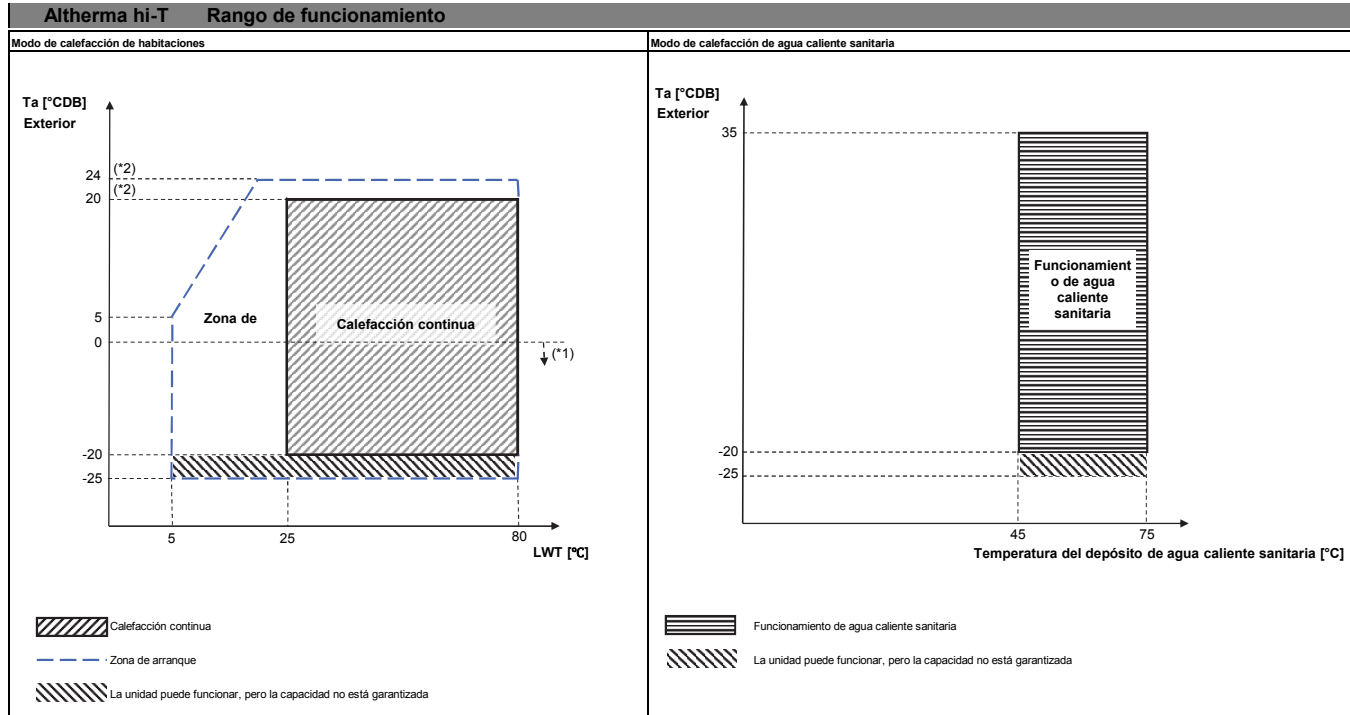 Altherma hi-T Rango de funcionamiento
Modo de calefacción de habitaciones
Ta [°CDB]
Exterior
24
(*2)
(*2)
20
5
0
Zona de
Calefacción continua
(*1)
-20
-25
5
25
80
LWT [°C]
Calefacción continua
Zona de arranque
La unidad puede funcionar, pero la capacidad no está garantizada
Modo de calefacción de agua caliente sanitaria
Ta [°CDB]
Exterior
35
Funcionamient
o de agua
caliente
sanitaria
-20
-25
45
75
Temperatura del depósito de agua caliente sanitaria [°C]
Funcionamiento de agua caliente sanitaria
La unidad puede funcionar, pero la capacidad no está garantizada